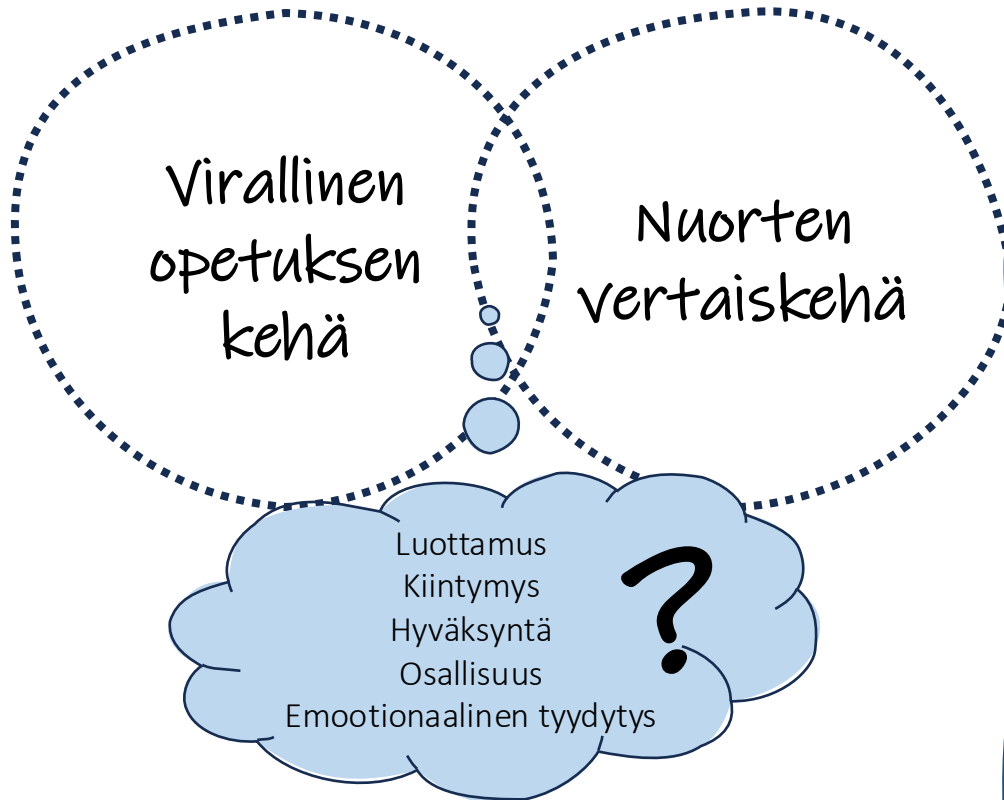 Virallinen
opetuksen
kehä
Nuorten
vertaiskehä
Luottamus
Kiintymys
Hyväksyntä
Osallisuus
Emootionaalinen tyydytys
?